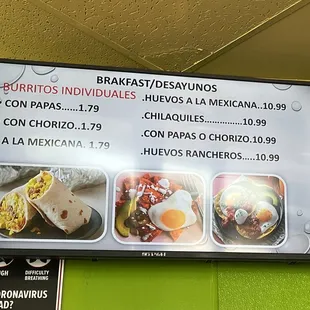 BRAKFAST/DESAYUNOS
BURRITOS INDIVIDUALES
CON PAPAS......1.79
CON CHORIZO..1.79
A LA MEXICANA. 1.79
.HUEVOS A LA MEXICANA..10.99
.CHILAQUILES..............10.99
.CON PAPAS O CHORIZO.10.99
.HUEVOS RANCHEROS.....10.99
DIFFICULTY
BREATHING